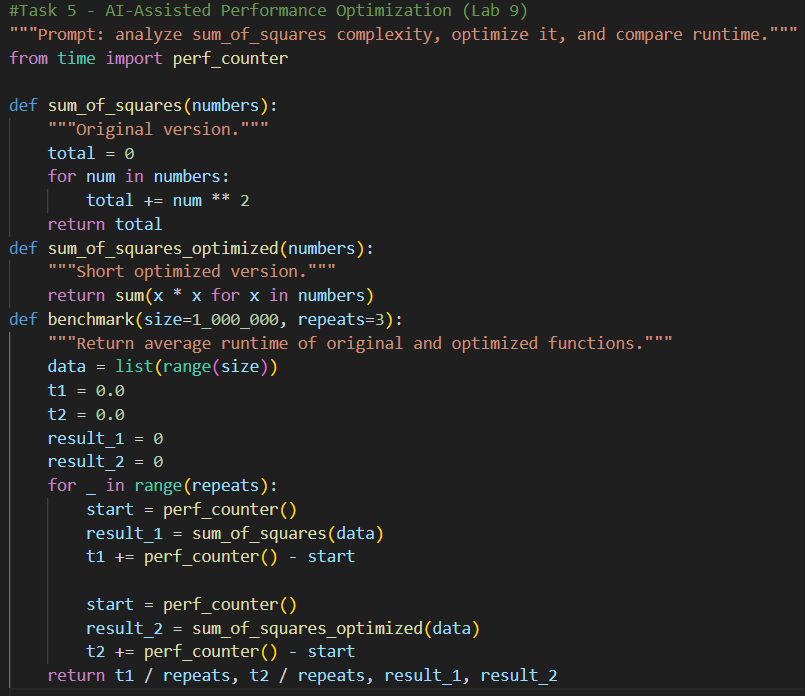 #Task 5 - AI-Assisted Performance Optimization (Lab 9)
"""Prompt: analyze sum_of_squares complexity, optimize it, and compare runtime."""
from time import perf_counter

def sum_of_squares(numbers):
    """Original version."""
    total = 0
    for num in numbers:
        total += num ** 2
    return total
def sum_of_squares_optimized(numbers):
    """Short optimized version."""
    return sum(x * x for x in numbers)
def benchmark(size=1_000_000, repeats=3):
    """Return average runtime of original and optimized functions."""
    data = list(range(size))
    t1 = 0.0
    t2 = 0.0
    result_1 = 0
    result_2 = 0
    for _ in range(repeats):
        start = perf_counter()
        result_1 = sum_of_squares(data)
        t1 += perf_counter() - start

        start = perf_counter()
        result_2 = sum_of_squares_optimized(data)
        t2 += perf_counter() - start
    return t1 / repeats, t2 / repeats, result_1, result_2